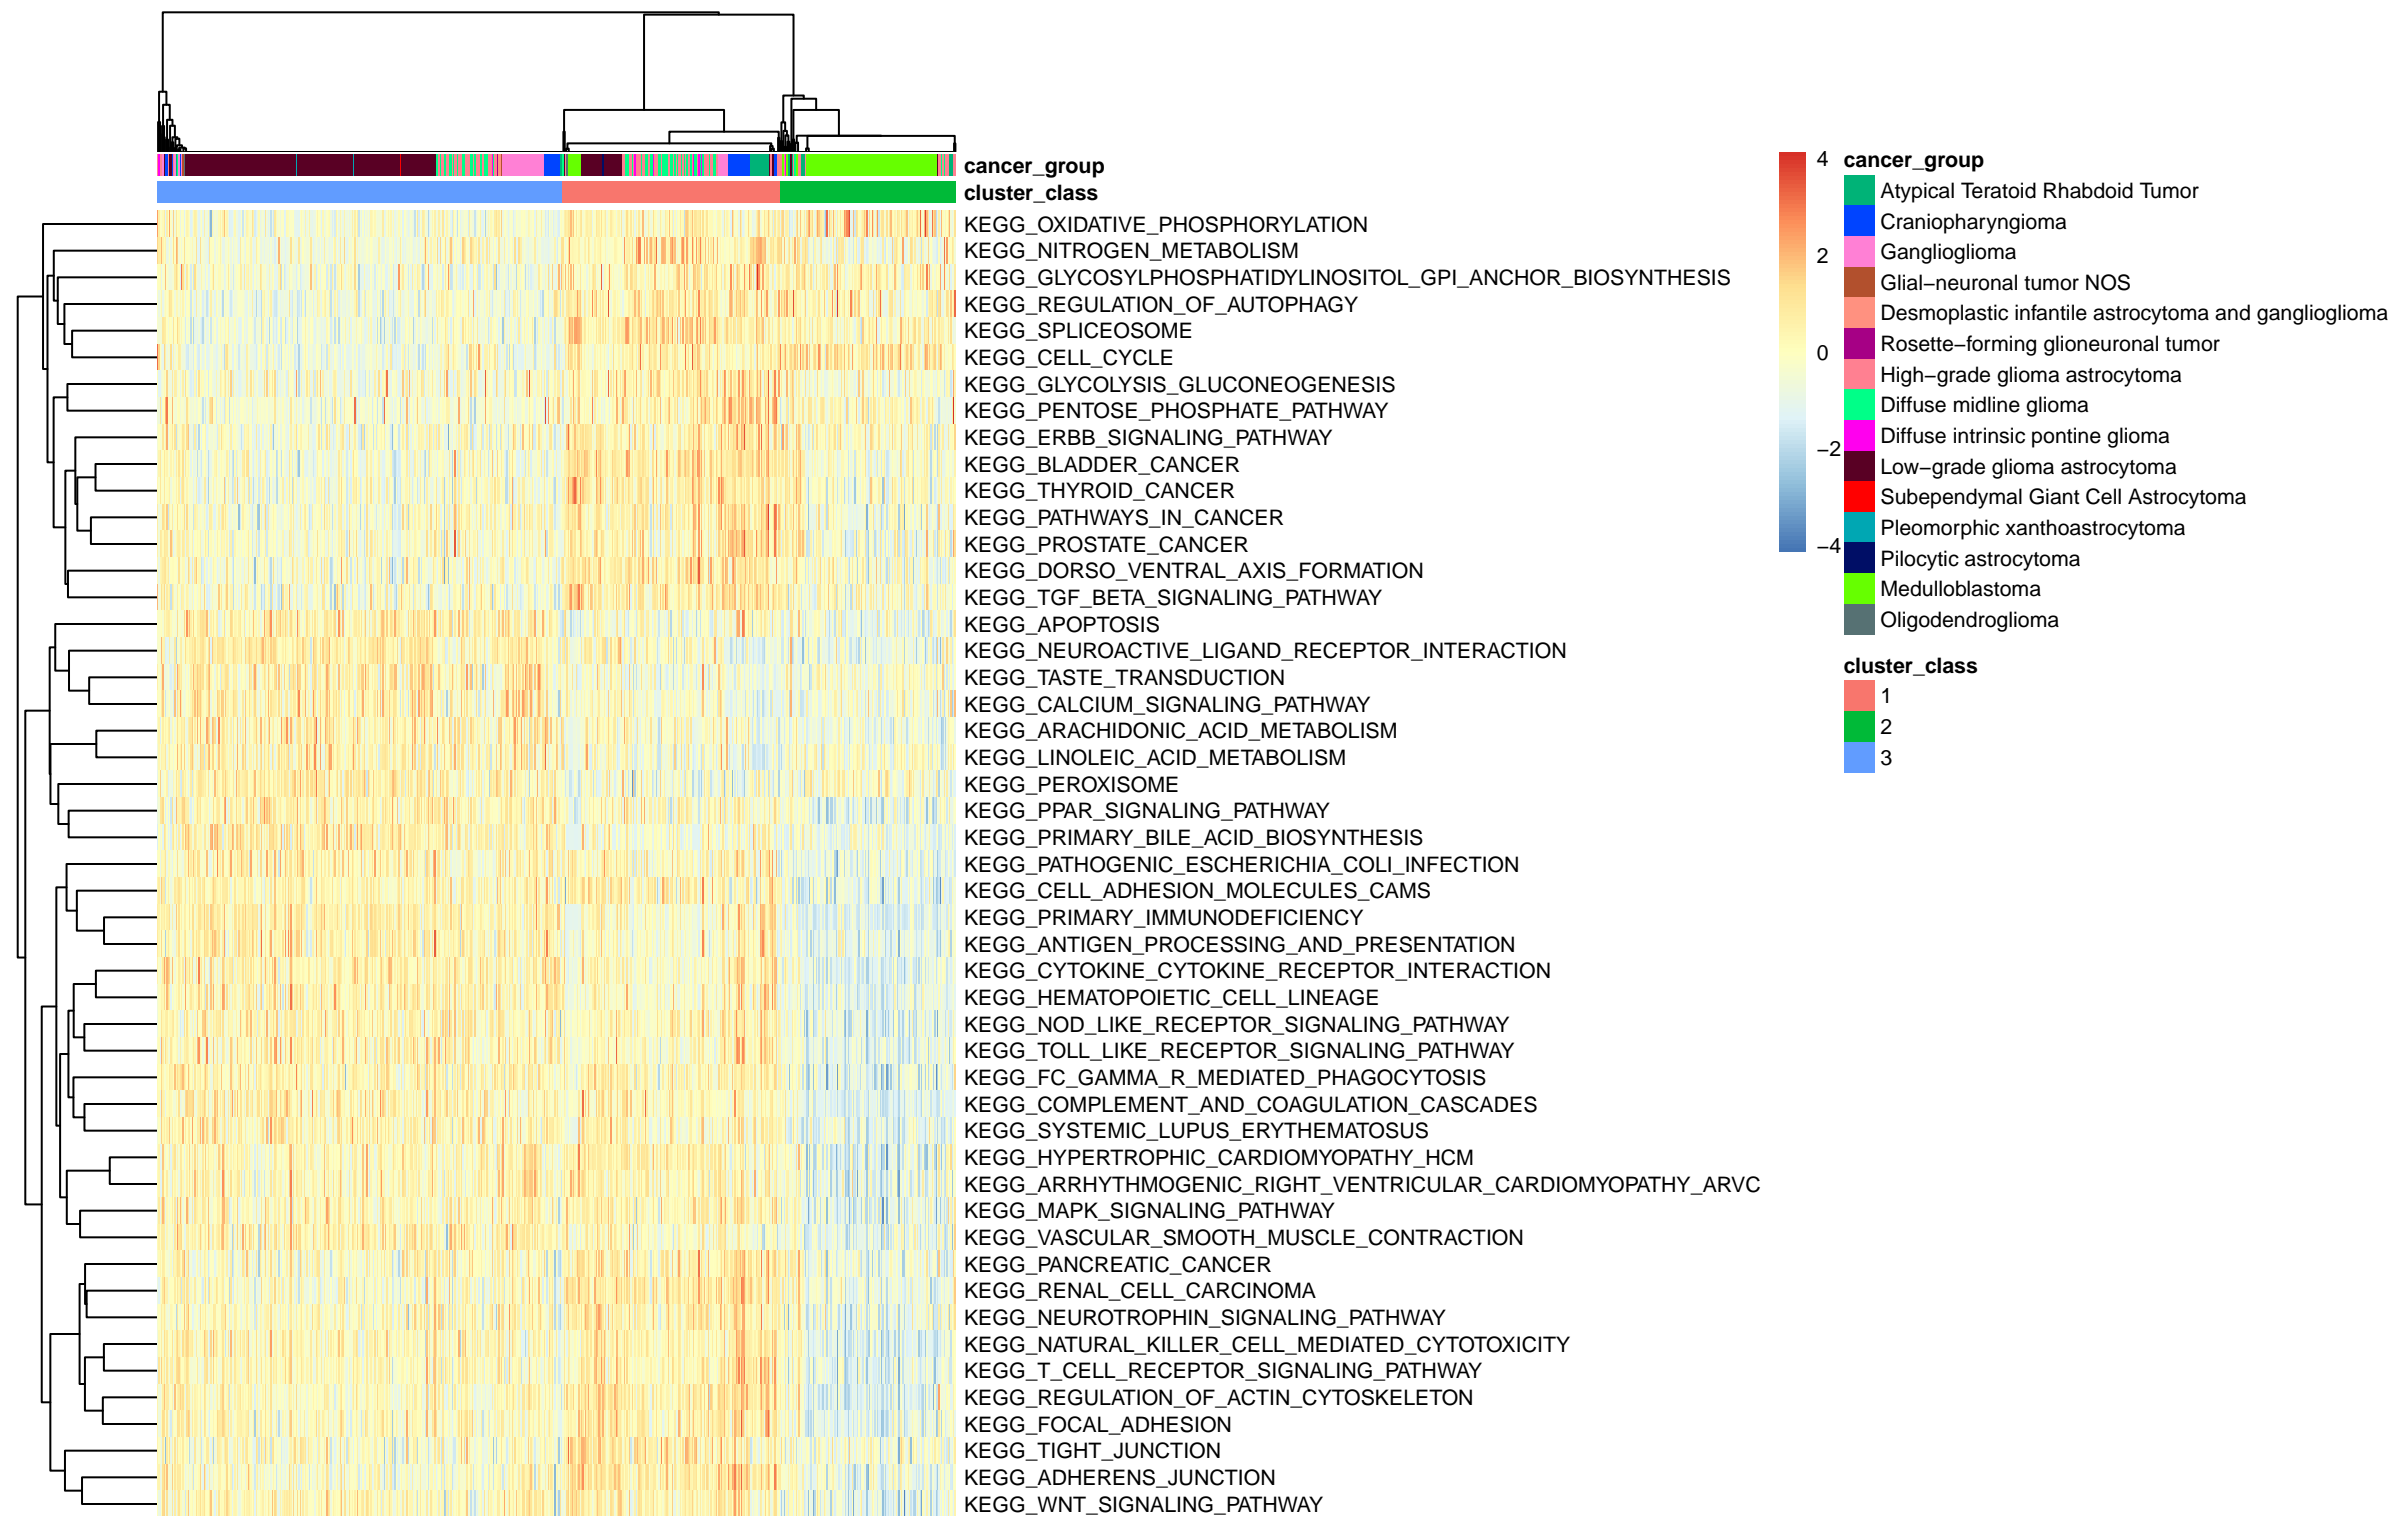 cancer_group
cluster_class
KEGG_OXIDATIVE_PHOSPHORYLATION
KEGG_NITROGEN_METABOLISM
KEGG_GLYCOSYLPHOSPHATIDYLINOSITOL_GPI_ANCHOR_BIOSYNTHESIS
KEGG_REGULATION_OF_AUTOPHAGY
KEGG_SPLICEOSOME
KEGG_CELL_CYCLE
KEGG_GLYCOLYSIS_GLUCONEOGENESIS
KEGG_PENTOSE_PHOSPHATE_PATHWAY
KEGG_ERBB_SIGNALING_PATHWAY
KEGG_BLADDER_CANCER
KEGG_THYROID_CANCER
KEGG_PATHWAYS_IN_CANCER
KEGG_PROSTATE_CANCER
KEGG_DORSO_VENTRAL_AXIS_FORMATION
KEGG_TGF_BETA_SIGNALING_PATHWAY
KEGG_APOPTOSIS
KEGG_NEUROACTIVE_LIGAND_RECEPTOR_INTERACTION
KEGG_TASTE_TRANSDUCTION
KEGG_CALCIUM_SIGNALING_PATHWAY
KEGG_ARACHIDONIC_ACID_METABOLISM
KEGG_LINOLEIC_ACID_METABOLISM
KEGG_PEROXISOME
KEGG_PPAR_SIGNALING_PATHWAY
KEGG_PRIMARY_BILE_ACID_BIOSYNTHESIS
KEGG_PATHOGENIC_ESCHERICHIA_COLI_INFECTION
KEGG_CELL_ADHESION_MOLECULES_CAMS
KEGG_PRIMARY_IMMUNODEFICIENCY
KEGG_ANTIGEN_PROCESSING_AND_PRESENTATION
KEGG_CYTOKINE_CYTOKINE_RECEPTOR_INTERACTION
KEGG_HEMATOPOIETIC_CELL_LINEAGE
KEGG_NOD_LIKE_RECEPTOR_SIGNALING_PATHWAY
KEGG_TOLL_LIKE_RECEPTOR_SIGNALING_PATHWAY
KEGG_FC_GAMMA_R_MEDIATED_PHAGOCYTOSIS
KEGG_COMPLEMENT_AND_COAGULATION_CASCADES
KEGG_SYSTEMIC_LUPUS_ERYTHEMATOSUS
KEGG_HYPERTROPHIC_CARDIOMYOPATHY_HCM
KEGG_ARRHYTHMOGENIC_RIGHT_VENTRICULAR_CARDIOMYOPATHY_ARVC
KEGG_MAPK_SIGNALING_PATHWAY
KEGG_VASCULAR_SMOOTH_MUSCLE_CONTRACTION
KEGG_PANCREATIC_CANCER
KEGG_RENAL_CELL_CARCINOMA
KEGG_NEUROTROPHIN_SIGNALING_PATHWAY
KEGG_NATURAL_KILLER_CELL_MEDIATED_CYTOTOXICITY
KEGG_T_CELL_RECEPTOR_SIGNALING_PATHWAY
KEGG_REGULATION_OF_ACTIN_CYTOSKELETON
KEGG_FOCAL_ADHESION
KEGG_TIGHT_JUNCTION
KEGG_ADHERENS_JUNCTION
KEGG_WNT_SIGNALING_PATHWAY
4
2
0
−2
−4
cancer_group
Atypical Teratoid Rhabdoid Tumor
Craniopharyngioma
Ganglioglioma
Glial−neuronal tumor NOS
Desmoplastic infantile astrocytoma and ganglioglioma
Rosette−forming glioneuronal tumor
High−grade glioma astrocytoma
Diffuse midline glioma
Diffuse intrinsic pontine glioma
Low−grade glioma astrocytoma
Subependymal Giant Cell Astrocytoma
Pleomorphic xanthoastrocytoma
Pilocytic astrocytoma
Medulloblastoma
Oligodendroglioma
cluster_class
1
2
3